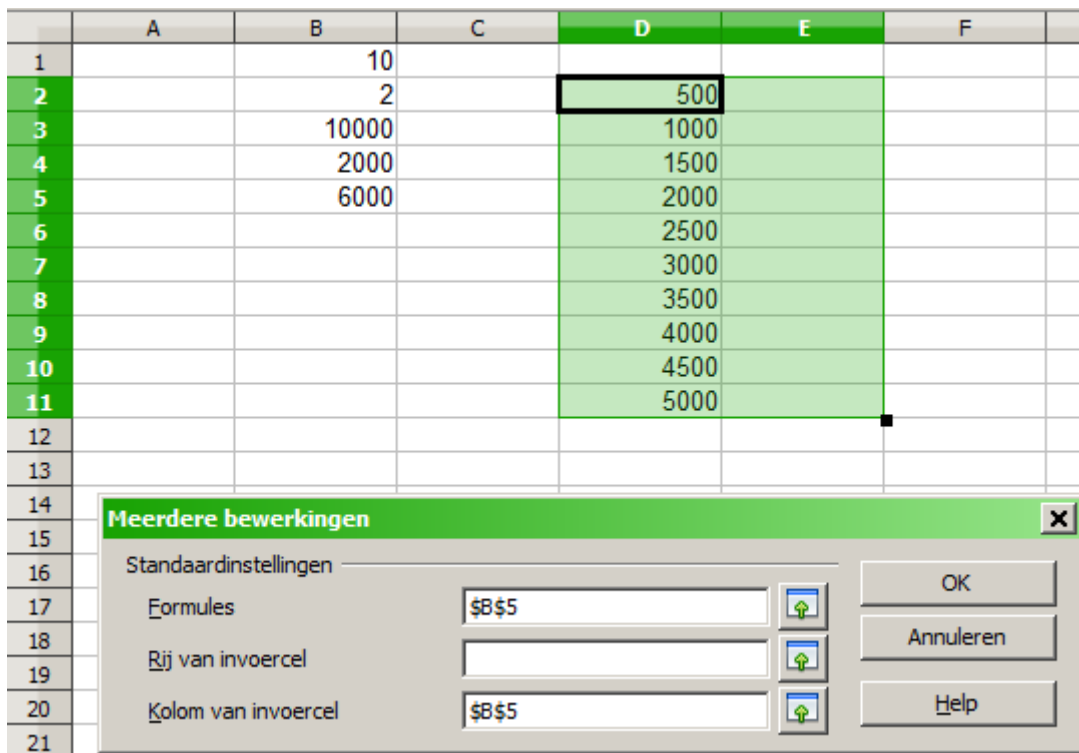 A B C D E F
1 10
2 2 500
3 10000 1000
4 2000 1500
5 6000 2000
6 2500
7 3000
8 3500
9 4000
10 4500
11 5000
12
13
14
Meerdere bewerkingen
15
16 Standaardinstellingen OK
17 Formules $B$5
18 Rij van invoercel Annuleren
19
20 Kolom van invoercel $B$5 Help
21